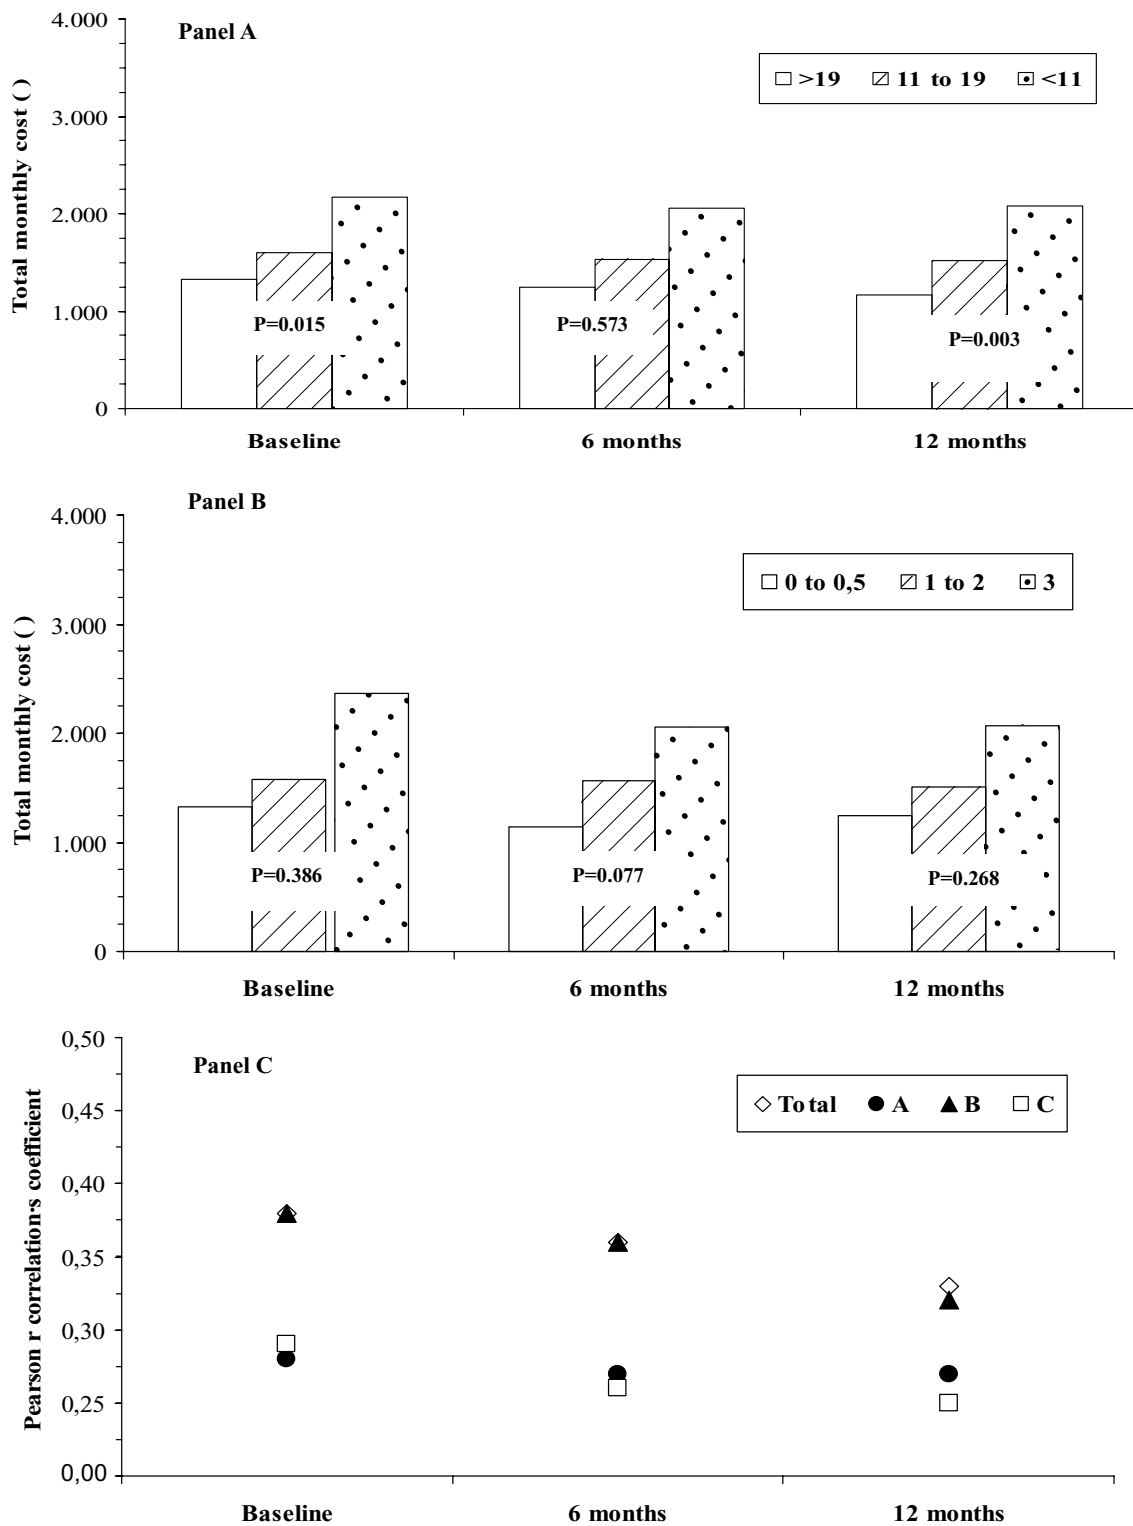 Panel A
4.000
3.000
2.000
1.000
0
Total monthly cost ( )
>19 11 to 19 <11
P=0.015 P=0.573 P=0.003
Baseline 6 months 12 months
Panel B
4.000
3.000
2.000
1.000
0
Total monthly cost ( )
0 to 0,5 1 to 2 3
P=0.386 P=0.077 P=0.268
Baseline 6 months 12 months
Panel C
0,50
0,45
0,40
0,35
0,30
0,25
0,00
Pearson r correlation·s coefficient
Total A B C
Baseline 6 months 12 months